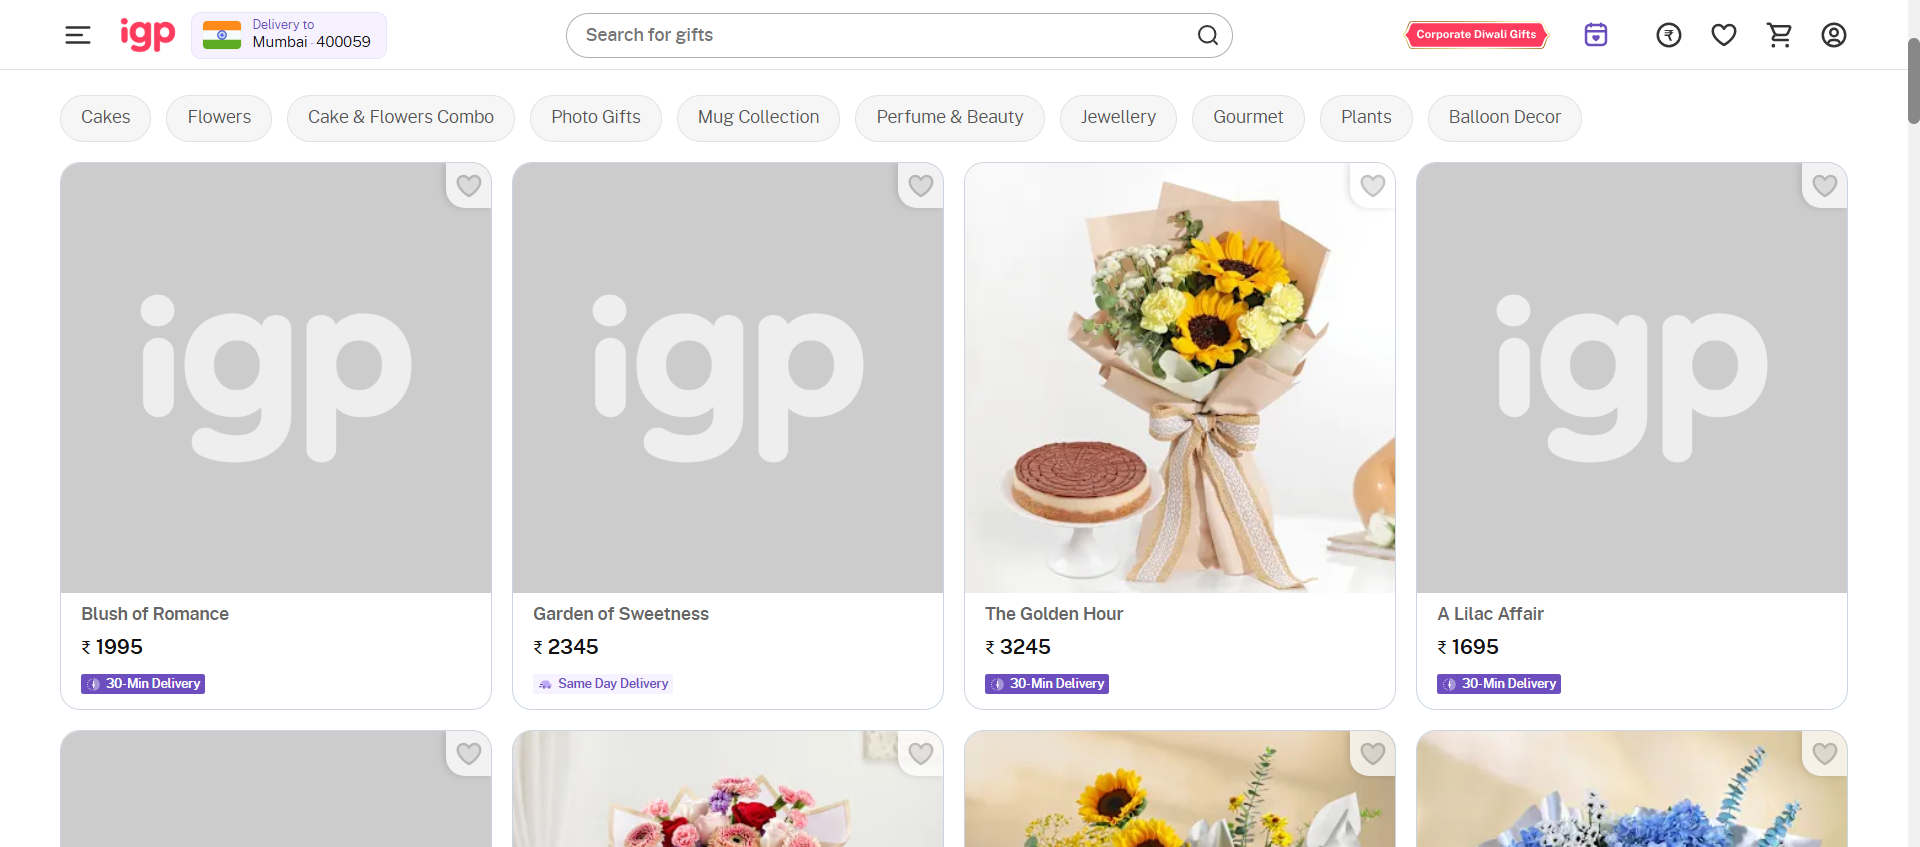 igp
Delivery to
Mumbai - 400059
Search for gifts
Corporate Diwali Gifts
Cakes
Flowers
Cake & Flowers Combo
Photo Gifts
Mug Collection
Perfume & Beauty
Jewellery
Gourmet
Plants
Balloon Decor
igp
igp
igp
Blush of Romance
₹ 1995
30-Min Delivery
Garden of Sweetness
₹ 2345
Same Day Delivery
The Golden Hour
₹ 3245
30-Min Delivery
A Lilac Affair
₹ 1695
30-Min Delivery